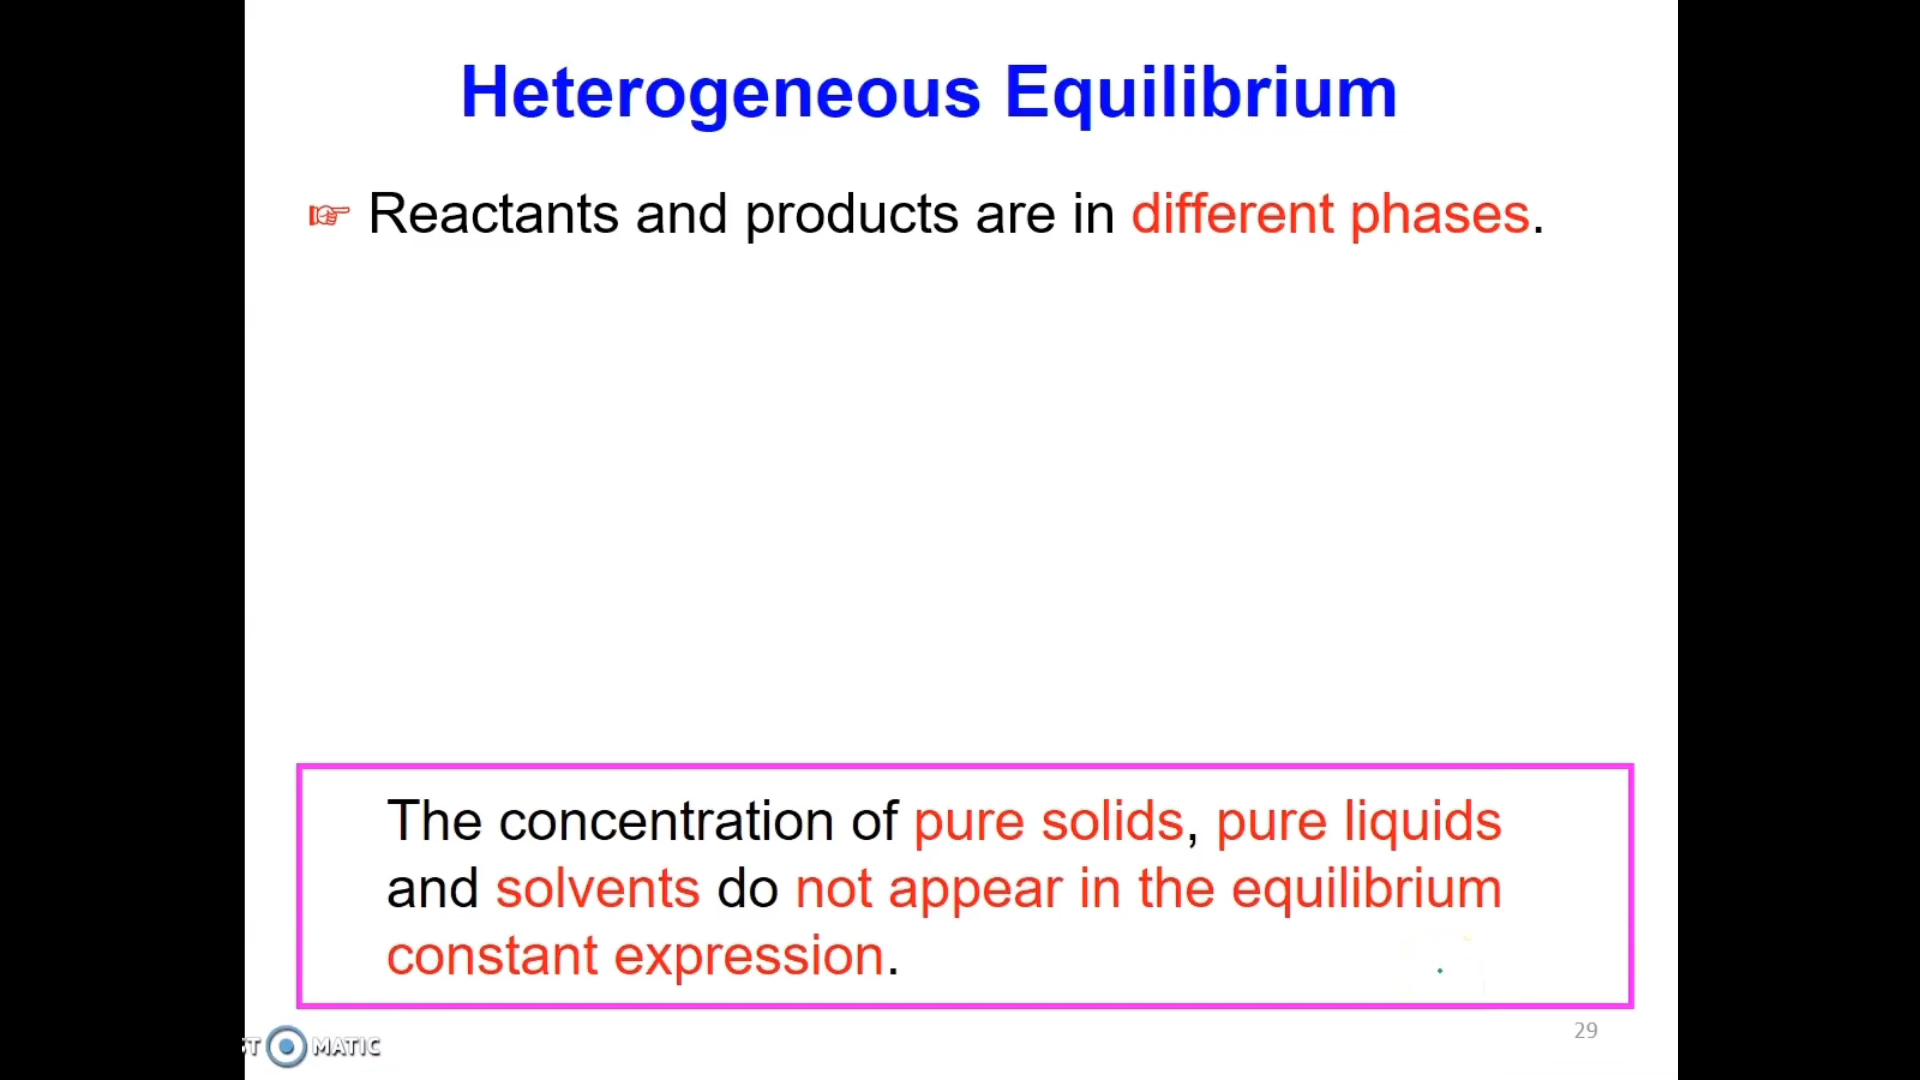 Heterogeneous Equilibrium
☞ Reactants and products are in different phases.
The concentration of pure solids, pure liquids
and solvents do not appear in the equilibrium
constant expression.
29
MATIC